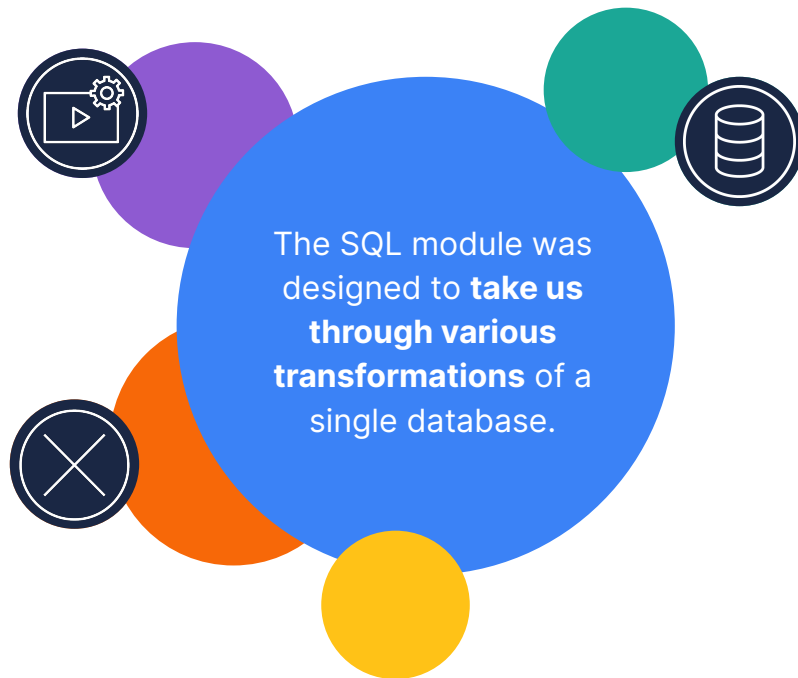 The SQL module was
designed to take us
through various
transformations of a
single database.